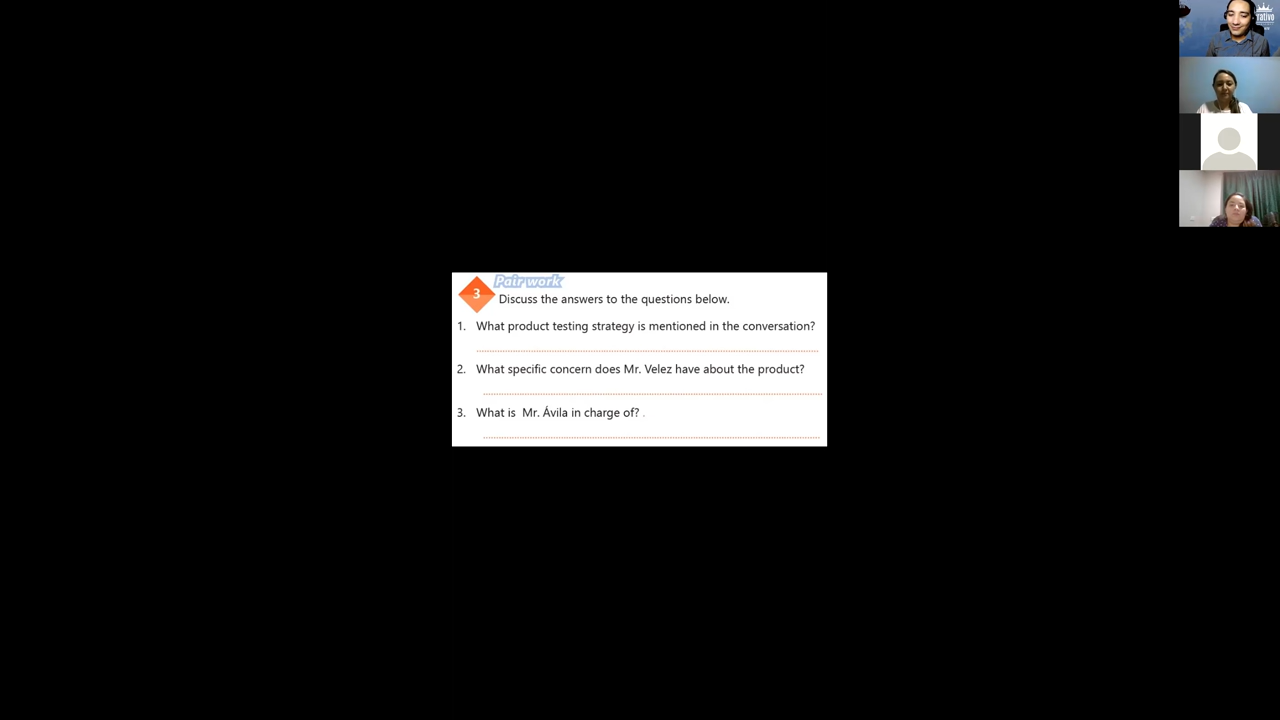 Pair work
3
Discuss the answers to the questions below.
1. What product testing strategy is mentioned in the conversation?
2. What specific concern does Mr. Velez have about the product?
3. What is Mr. Ávila in charge of?
rativo